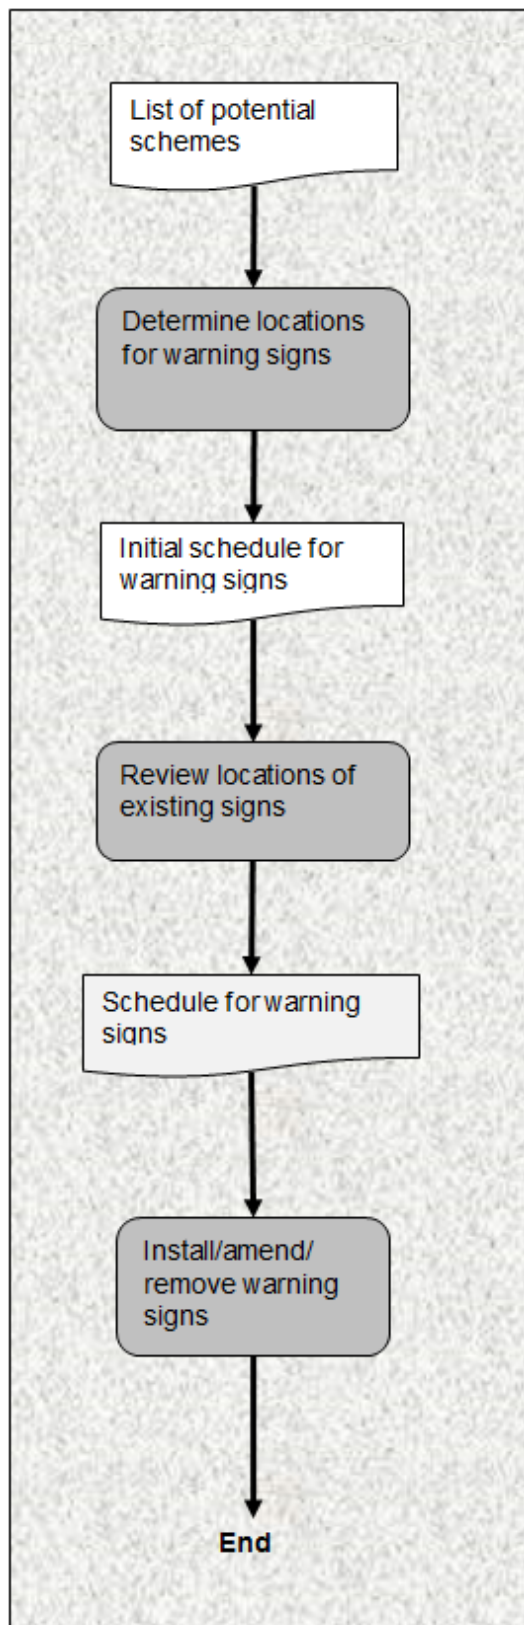 List of potential
schemes
Determine locations
for warning signs
Initial schedule for
warning signs
Review locations of
existing signs
Schedule for warning
signs
Install/amend/
remove warning
signs
End